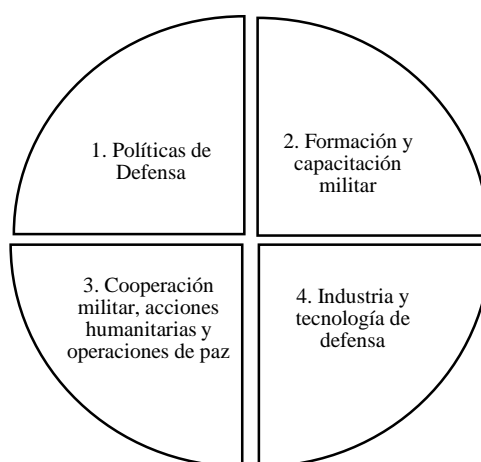 1. Políticas de
Defensa
2. Formación y
capacitación
militar
3. Cooperación
militar, acciones
humanitarias y
operaciones de paz
4. Industria y
tecnología de
defensa